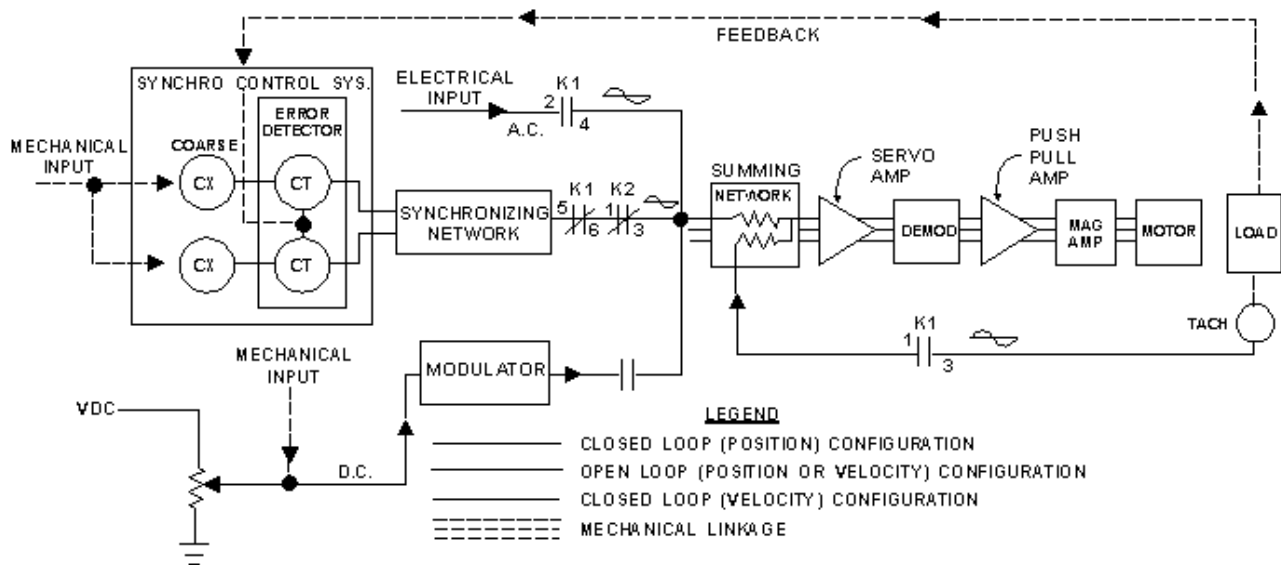 FEEDBACK
SYNCHRO CONTROL SYS.
ELECTRICAL
INPUT
A.C.
K1
2
4
ERROR
DETECTOR
MECHANICAL
INPUT
COARSE
CX
CT
CX
CT
SYNCHRONIZING
NETWORK
K1
5
6
K2
1
3
SUMMING
NETWORK
SERVO
AMP
DEMOD
PUSH
PULL
AMP
MAG
AMP
MOTOR
LOAD
TACH
K1
1
3
MECHANICAL
INPUT
MODULATOR
VDC
D.C.
LEGEND
CLOSED LOOP (POSITION) CONFIGURATION
OPEN LOOP (POSITION OR VELOCITY) CONFIGURATION
CLOSED LOOP (VELOCITY) CONFIGURATION
MECHANICAL LINKAGE